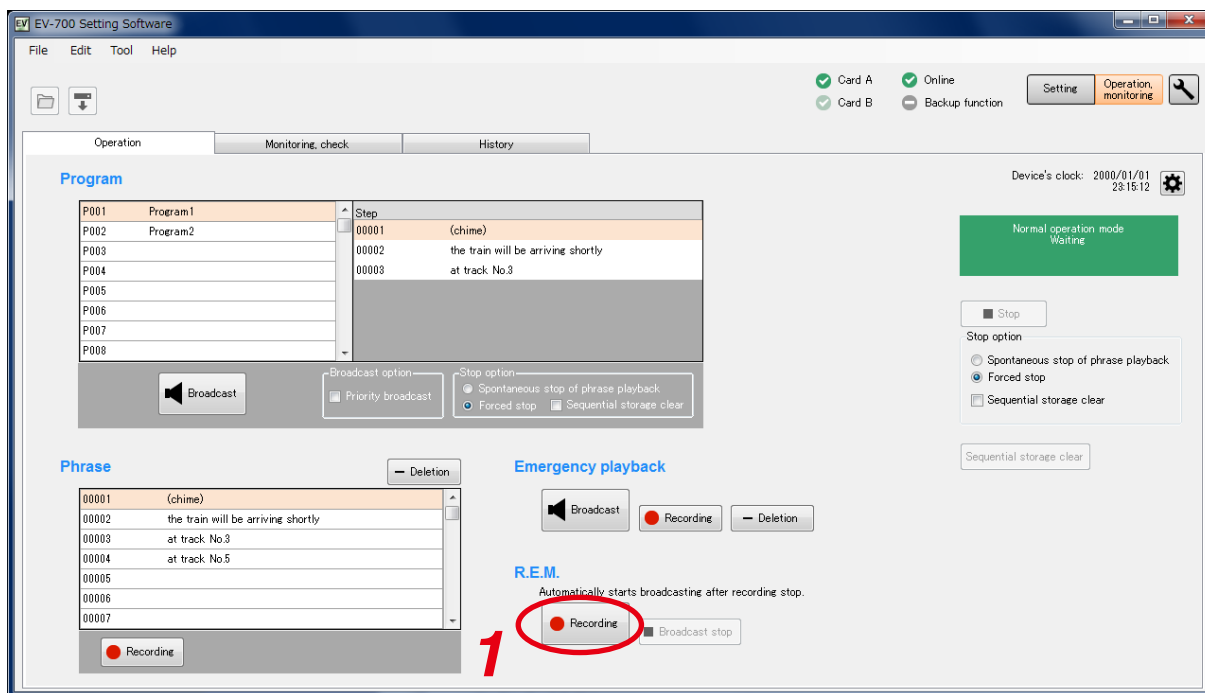 EV EV-700 Setting Software
File Edit Tool Help
Card A Online
Card B Backup function
Setting Operation, monitoring
Operation Monitoring, check History
Program
Device's clock: 2000/01/01
23:15:12
P001 Program1
P002 Program2
P003
P004
P005
P006
P007
P008
Step
00001 (chime)
00002 the train will be arriving shortly
00003 at track No.3
Normal operation mode
Waiting
Broadcast
Broadcast option
Priority broadcast
Stop option
Spontaneous stop of phrase playback
Forced stop Sequential storage clear
Stop
Stop option
Spontaneous stop of phrase playback
Forced stop
Sequential storage clear
Sequential storage clear
Phrase
Deletion
00001 (chime)
00002 the train will be arriving shortly
00003 at track No.3
00004 at track No.5
00005
00006
00007
Recording
Emergency playback
Broadcast Recording Deletion
R.E.M.
Automatically starts broadcasting after recording stop.
1 Recording Broadcast stop